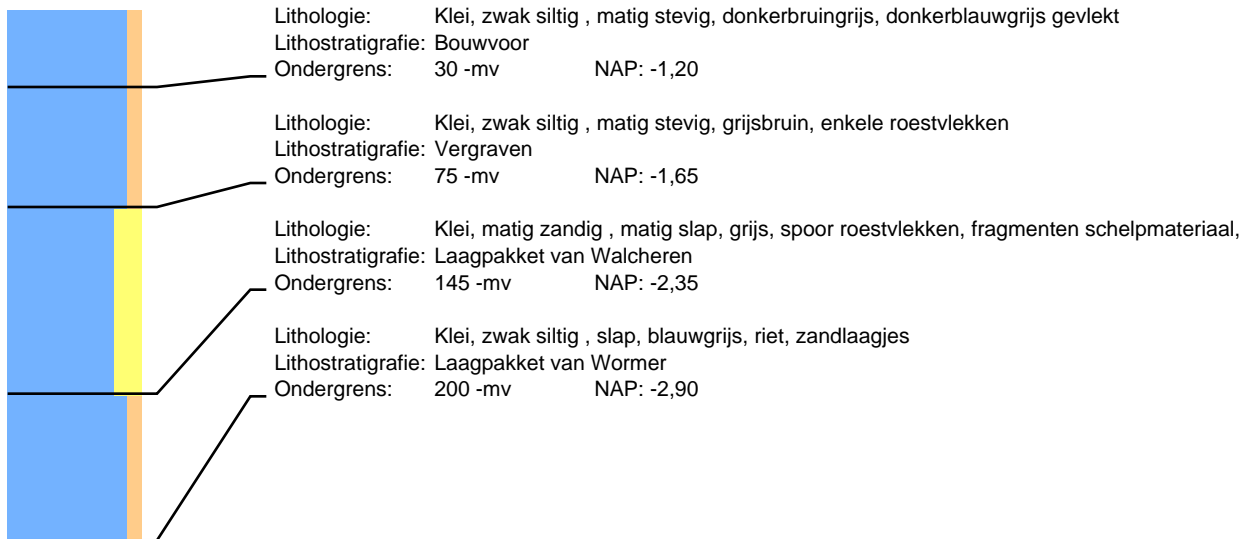 Lithologie: Klei, zwak siltig , matig stevig, donkerbruingrijs, donkerblauwgrijs gevlekt
Lithostratigrafie: Bouwvoor
Ondergrens: 30 -mv NAP: -1,20
Lithologie: Klei, zwak siltig , matig stevig, grijsbruin, enkele roestvlekken
Lithostratigrafie: Vergraven
Ondergrens: 75 -mv NAP: -1,65
Lithologie: Klei, matig zandig , matig slap, grijs, spoor roestvlekken, fragmenten schelpmateriaal,
Lithostratigrafie: Laagpakket van Walcheren
Ondergrens: 145 -mv NAP: -2,35
Lithologie: Klei, zwak siltig , slap, blauwgrijs, riet, zandlaagjes
Lithostratigrafie: Laagpakket van Wormer
Ondergrens: 200 -mv NAP: -2,90